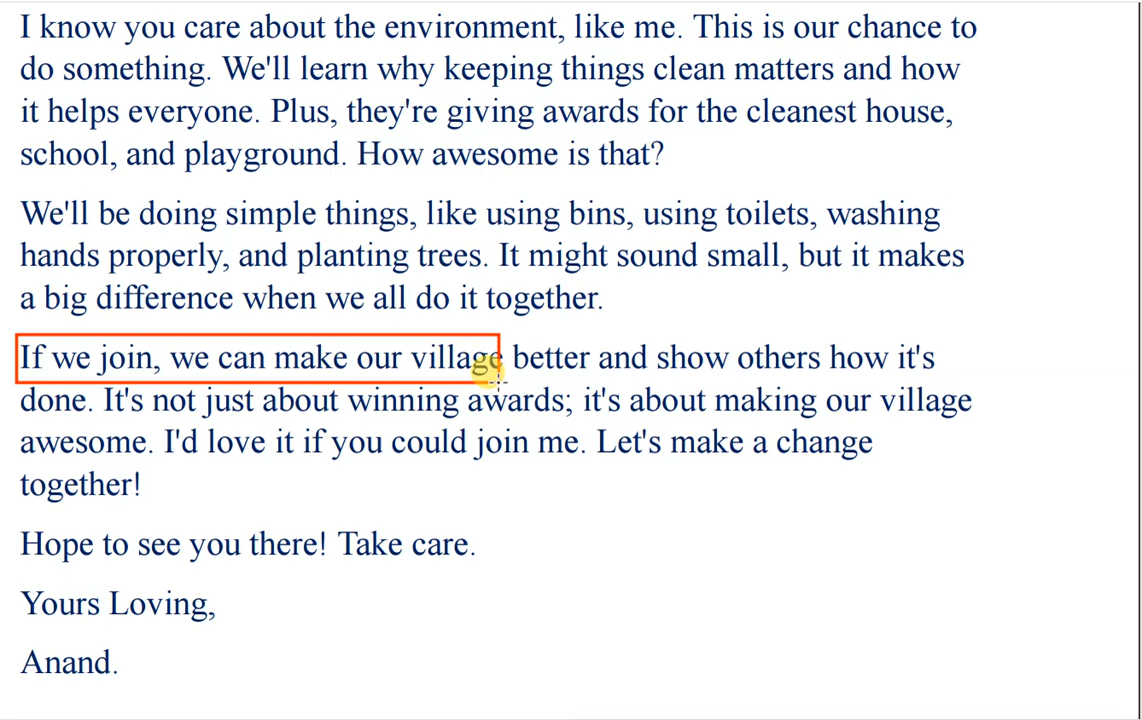 I know you care about the environment, like me. This is our chance to
do something. We'll learn why keeping things clean matters and how
it helps everyone. Plus, they're giving awards for the cleanest house,
school, and playground. How awesome is that?
We'll be doing simple things, like using bins, using toilets, washing
hands properly, and planting trees. It might sound small, but it makes
a big difference when we all do it together.
If we join, we can make our village better and show others how it's
done. It's not just about winning awards; it's about making our village
awesome. I'd love it if you could join me. Let's make a change
together!
Hope to see you there! Take care.
Yours Loving,
Anand.